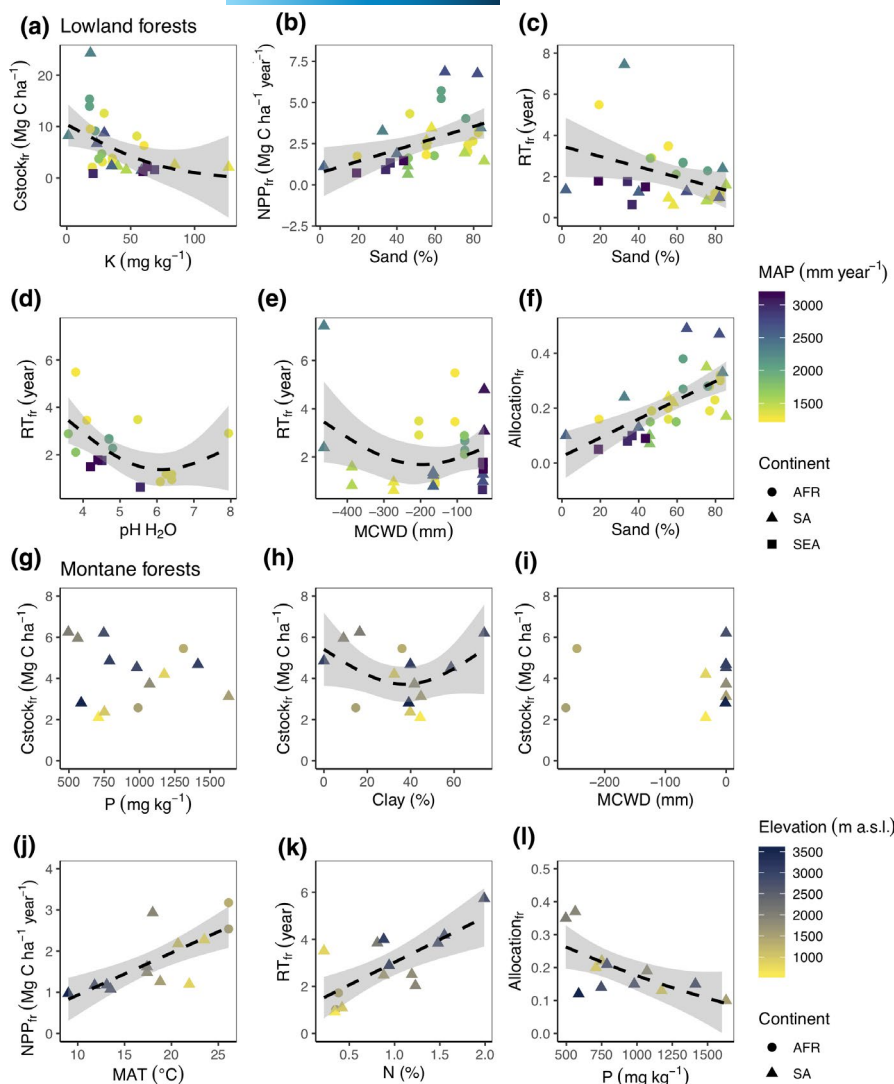 (a) Lowland forests (b) (c)
Cstock_fr (Mg C ha⁻¹)
20
10
0
0 50 100
K (mg kg⁻¹)
NPP_fr (Mg C ha⁻¹ year⁻¹)
7.5
5.0
2.5
0.0
−2.5
0 20 40 60 80
Sand (%)
RT_fr (year)
8
6
4
2
0
0 20 40 60 80
Sand (%)
(d) (e) (f)
RT_fr (year)
6
4
2
4 5 6 7 8
pH H₂O
RT_fr (year)
6
4
2
−400 −300 −200 −100
MCWD (mm)
Allocation_fr
0.4
0.2
0.0
0 20 40 60 80
Sand (%)
MAP (mm year⁻¹)
3000
2500
2000
1500
Continent
AFR
SA
SEA
(g) Montane forests (h) (i)
Cstock_fr (Mg C ha⁻¹)
8
6
4
2
0
500 750 1000 1250 1500
P (mg kg⁻¹)
Cstock_fr (Mg C ha⁻¹)
8
6
4
2
0
0 20 40 60
Clay (%)
Cstock_fr (Mg C ha⁻¹)
8
6
4
2
0
−200 −100 0
MCWD (mm)
(j) (k) (l)
NPP_fr (Mg C ha⁻¹ year⁻¹)
4
3
2
1
0
10 15 20 25
MAT (°C)
RT_fr (year)
6
4
2
0
0.5 1.0 1.5 2.0
N (%)
Allocation_fr
0.5
0.4
0.3
0.2
0.1
0.0
500 750 1000 1250 1500
P (mg kg⁻¹)
Elevation (m a.s.l.)
3500
3000
2500
2000
1500
1000
Continent
AFR
SA